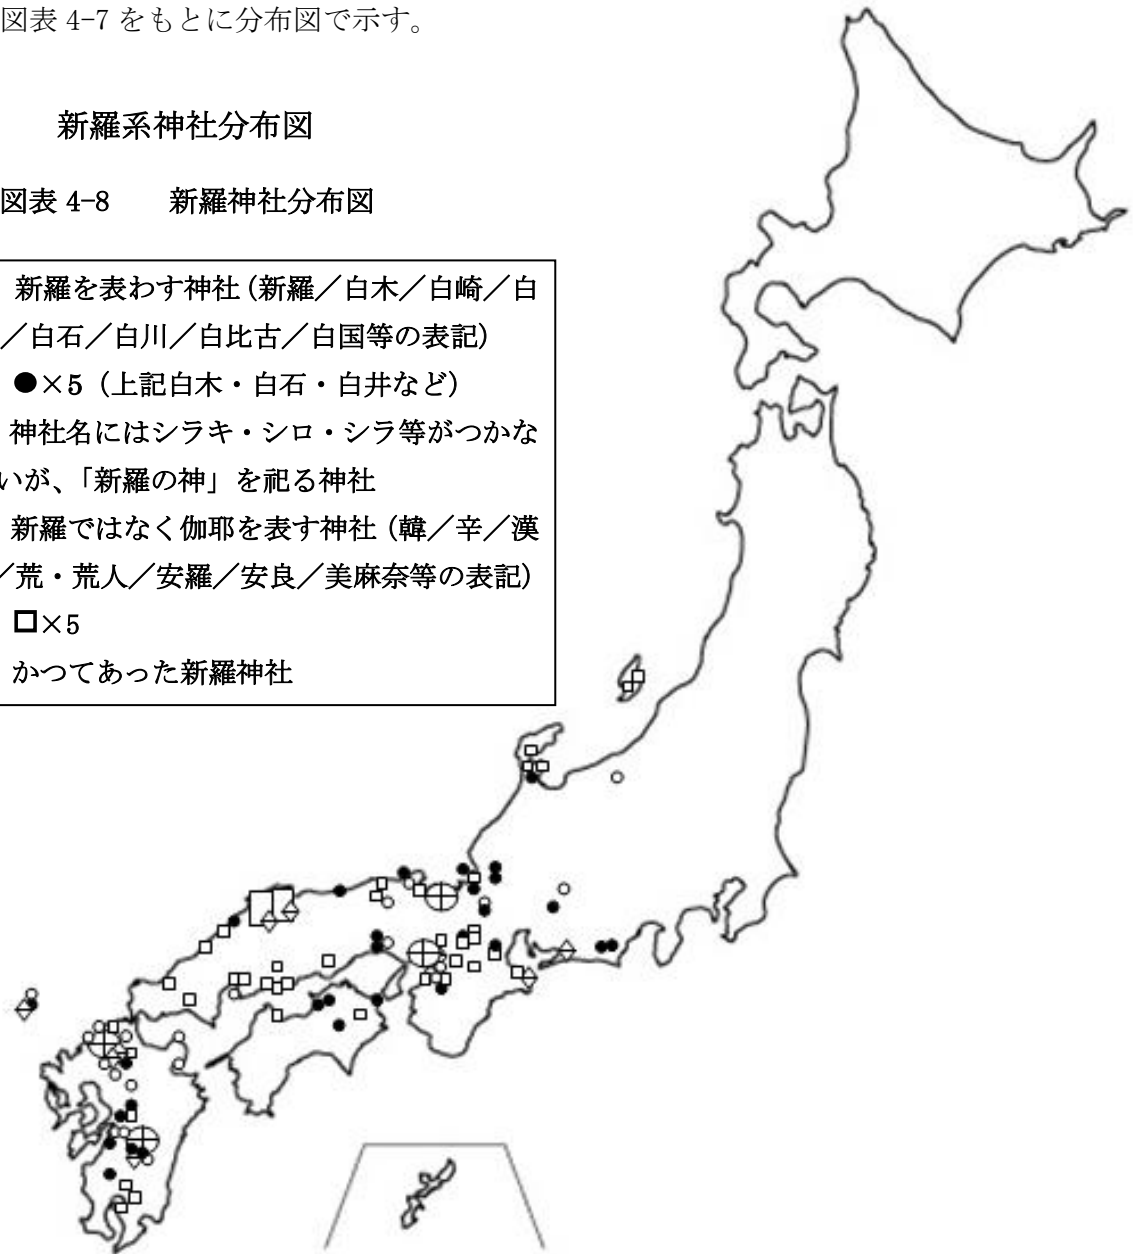 図表 4-7 をもとに分布図で示す。
新羅系神社分布図
図表 4-8　　新羅神社分布図
新羅を表わす神社（新羅／白木／白崎／白
／白石／白川／白比古／白国等の表記）
●×5（上記白木・白石・白井など）
神社名にはシラキ・シロ・シラ等がつかな
いが、「新羅の神」を祀る神社
新羅ではなく伽耶を表す神社（韓／辛／漢
／荒・荒人／安羅／安良／美麻奈等の表記）
□×5
かつてあった新羅神社